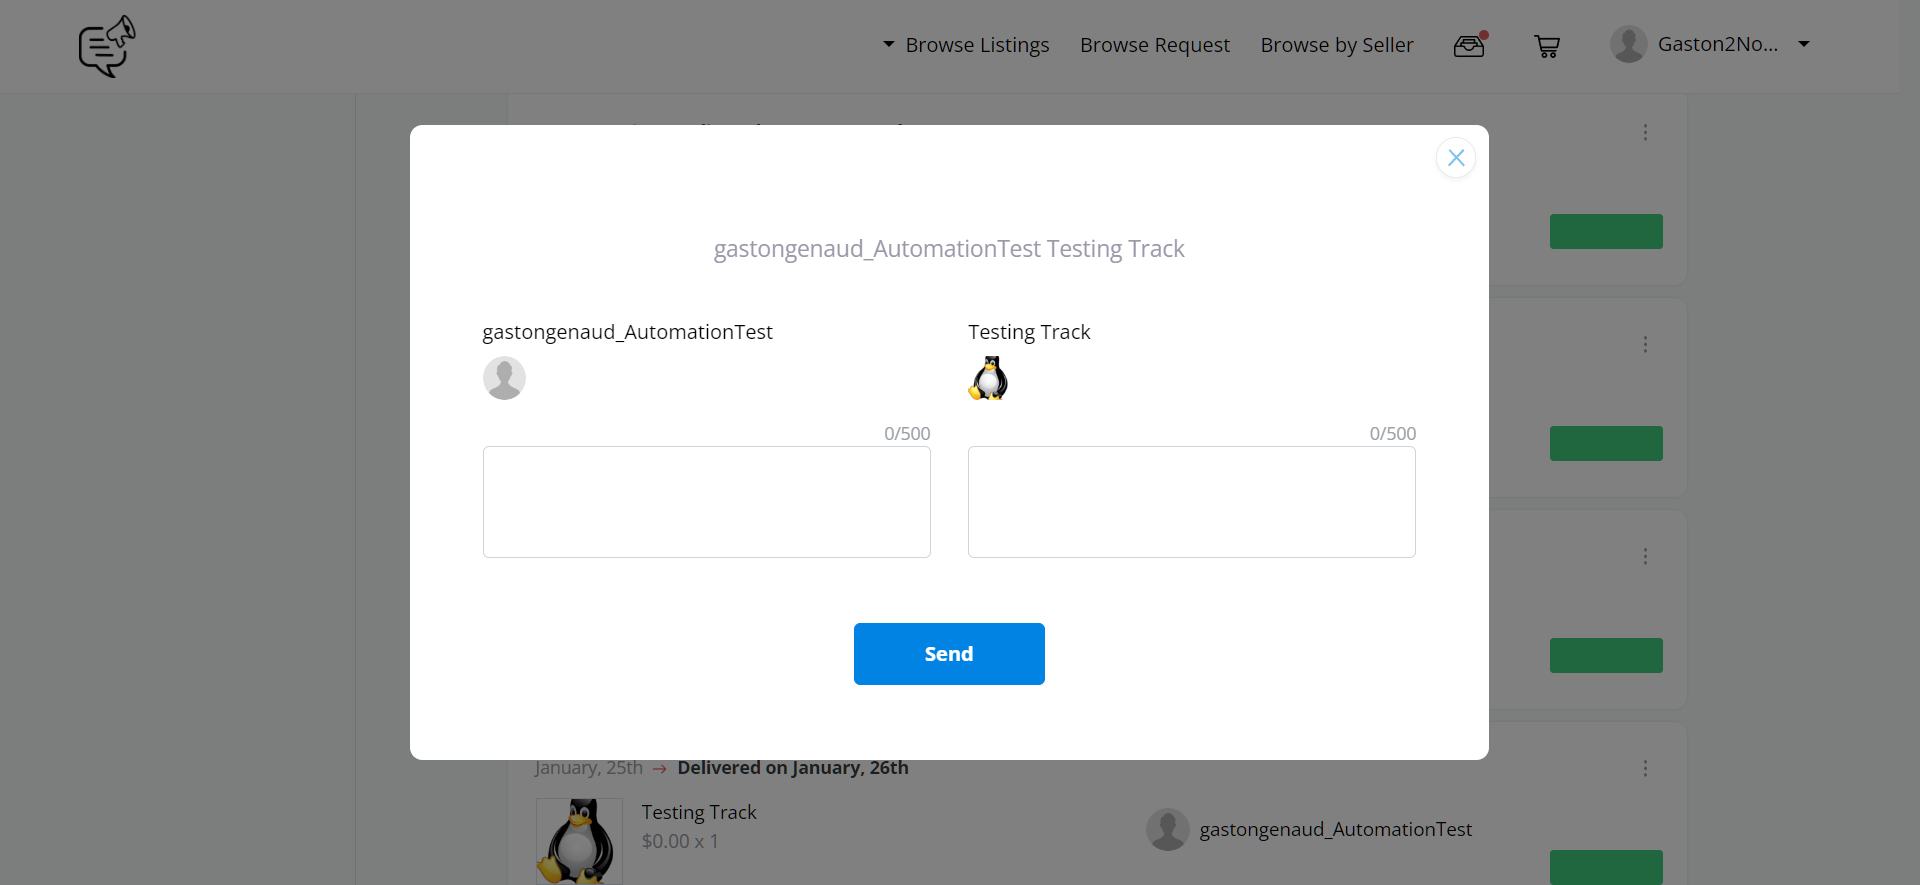 Browse Listings Browse Request Browse by Seller Gaston2No...
gastongenaud_AutomationTest Testing Track
gastongenaud_AutomationTest Testing Track
0/500 0/500
Send
January, 25th → Delivered on January, 26th
Testing Track
$0.00 x 1
gastongenaud_AutomationTest